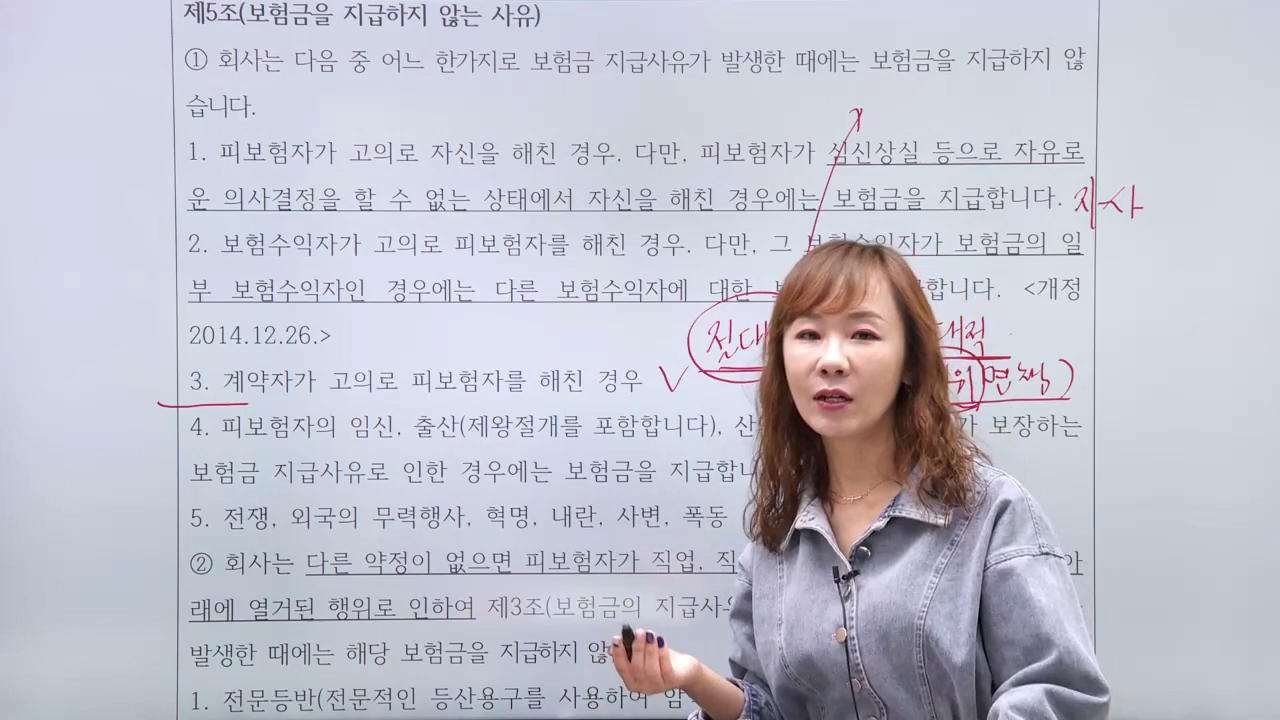 제5조(보험금을 지급하지 않는 사유)
① 회사는 다음 중 어느 한가지로 보험금 지급사유가 발생한 때에는 보험금을 지급하지 않
습니다.
1. 피보험자가 고의로 자신을 해친 경우. 다만, 피보험자가 심신상실 등으로 자유로
운 의사결정을 할 수 없는 상태에서 자신을 해친 경우에는 보험금을 지급합니다.
2. 보험수익자가 고의로 피보험자를 해친 경우. 다만, 그 보험수익자가 보험금의 일
부 보험수익자인 경우에는 다른 보험수익자에 대한 합니다. <개정
2014.12.26.>
3. 계약자가 고의로 피보험자를 해친 경우 면책)
4. 피보험자의 임신, 출산(제왕절개를 포함합니다), 산 가 보장하는
보험금 지급사유로 인한 경우에는 보험금을 지급합니
5. 전쟁, 외국의 무력행사, 혁명, 내란, 사변, 폭동
② 회사는 다른 약정이 없으면 피보험자가 직업, 직 아
래에 열거된 행위로 인하여 제3조(보험금의 지급사유
발생한 때에는 해당 보험금을 지급하지 않
1. 전문등반(전문적인 등산용구를 사용하여 암